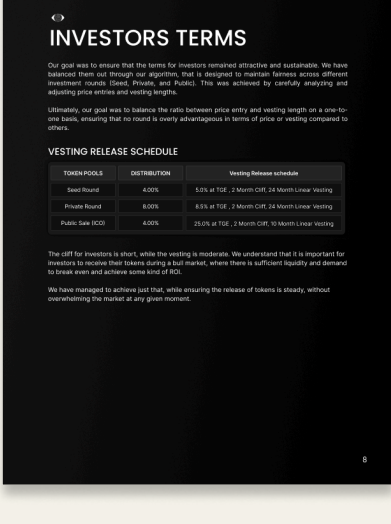 INVESTORS TERMS
Our goal was to ensure that the terms for investors remained attractive and sustainable. We have
balanced them out through our algorithm, that is designed to maintain fairness across different
investment rounds (Seed, Private, and Public). This was achieved by carefully analyzing and
adjusting price entries and vesting lengths.
Ultimately, our goal was to balance the ratio between price entry and vesting length on a one-to-
one basis, ensuring that no round is overly advantageous in terms of price or vesting compared to
others.
VESTING RELEASE SCHEDULE
TOKEN POOLS DISTRIBUTION Vesting Release schedule
Seed Round 4.00% 5.0% at TGE , 2 Month Cliff, 24 Month Linear Vesting
Private Round 8.00% 8.5% at TGE , 2 Month Cliff, 24 Month Linear Vesting
Public Sale (ICO) 4.00% 25.0% at TGE , 2 Month Cliff, 10 Month Linear Vesting
The cliff for investors is short, while the vesting is moderate. We understand that it is important for
investors to receive their tokens during a bull market, where there is sufficient liquidity and demand
to break even and achieve some kind of ROI.
We have managed to achieve just that, while ensuring the release of tokens is steady, without
overwhelming the market at any given moment.
8